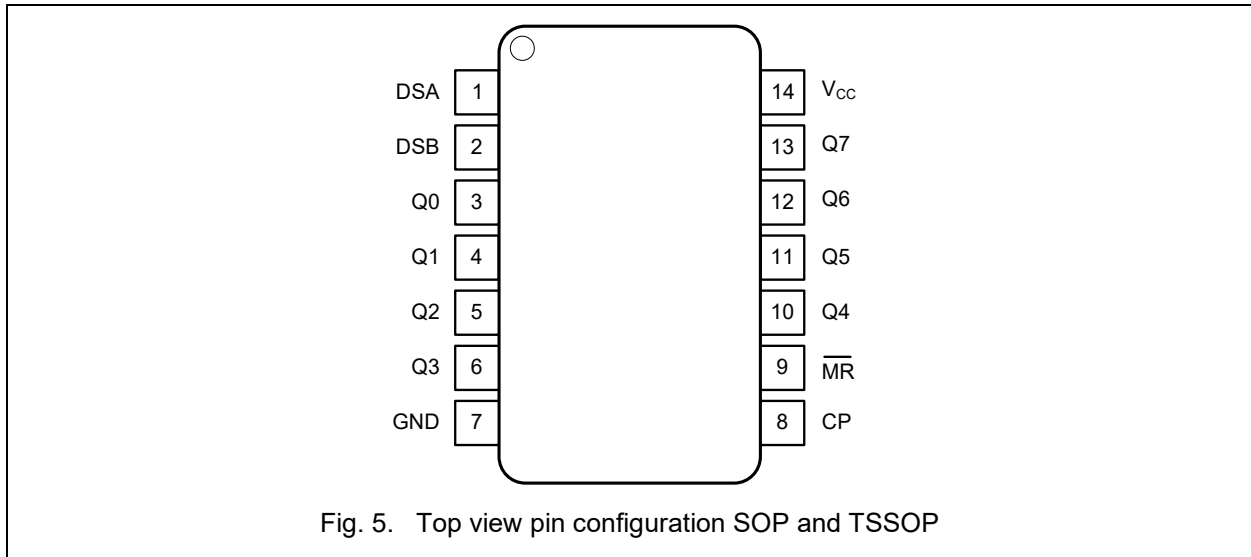 DSA 1 14 VCC
DSB 2 13 Q7
Q0 3 12 Q6
Q1 4 11 Q5
Q2 5 10 Q4
Q3 6 9 M̅R̅
GND 7 8 CP
Fig. 5. Top view pin configuration SOP and TSSOP